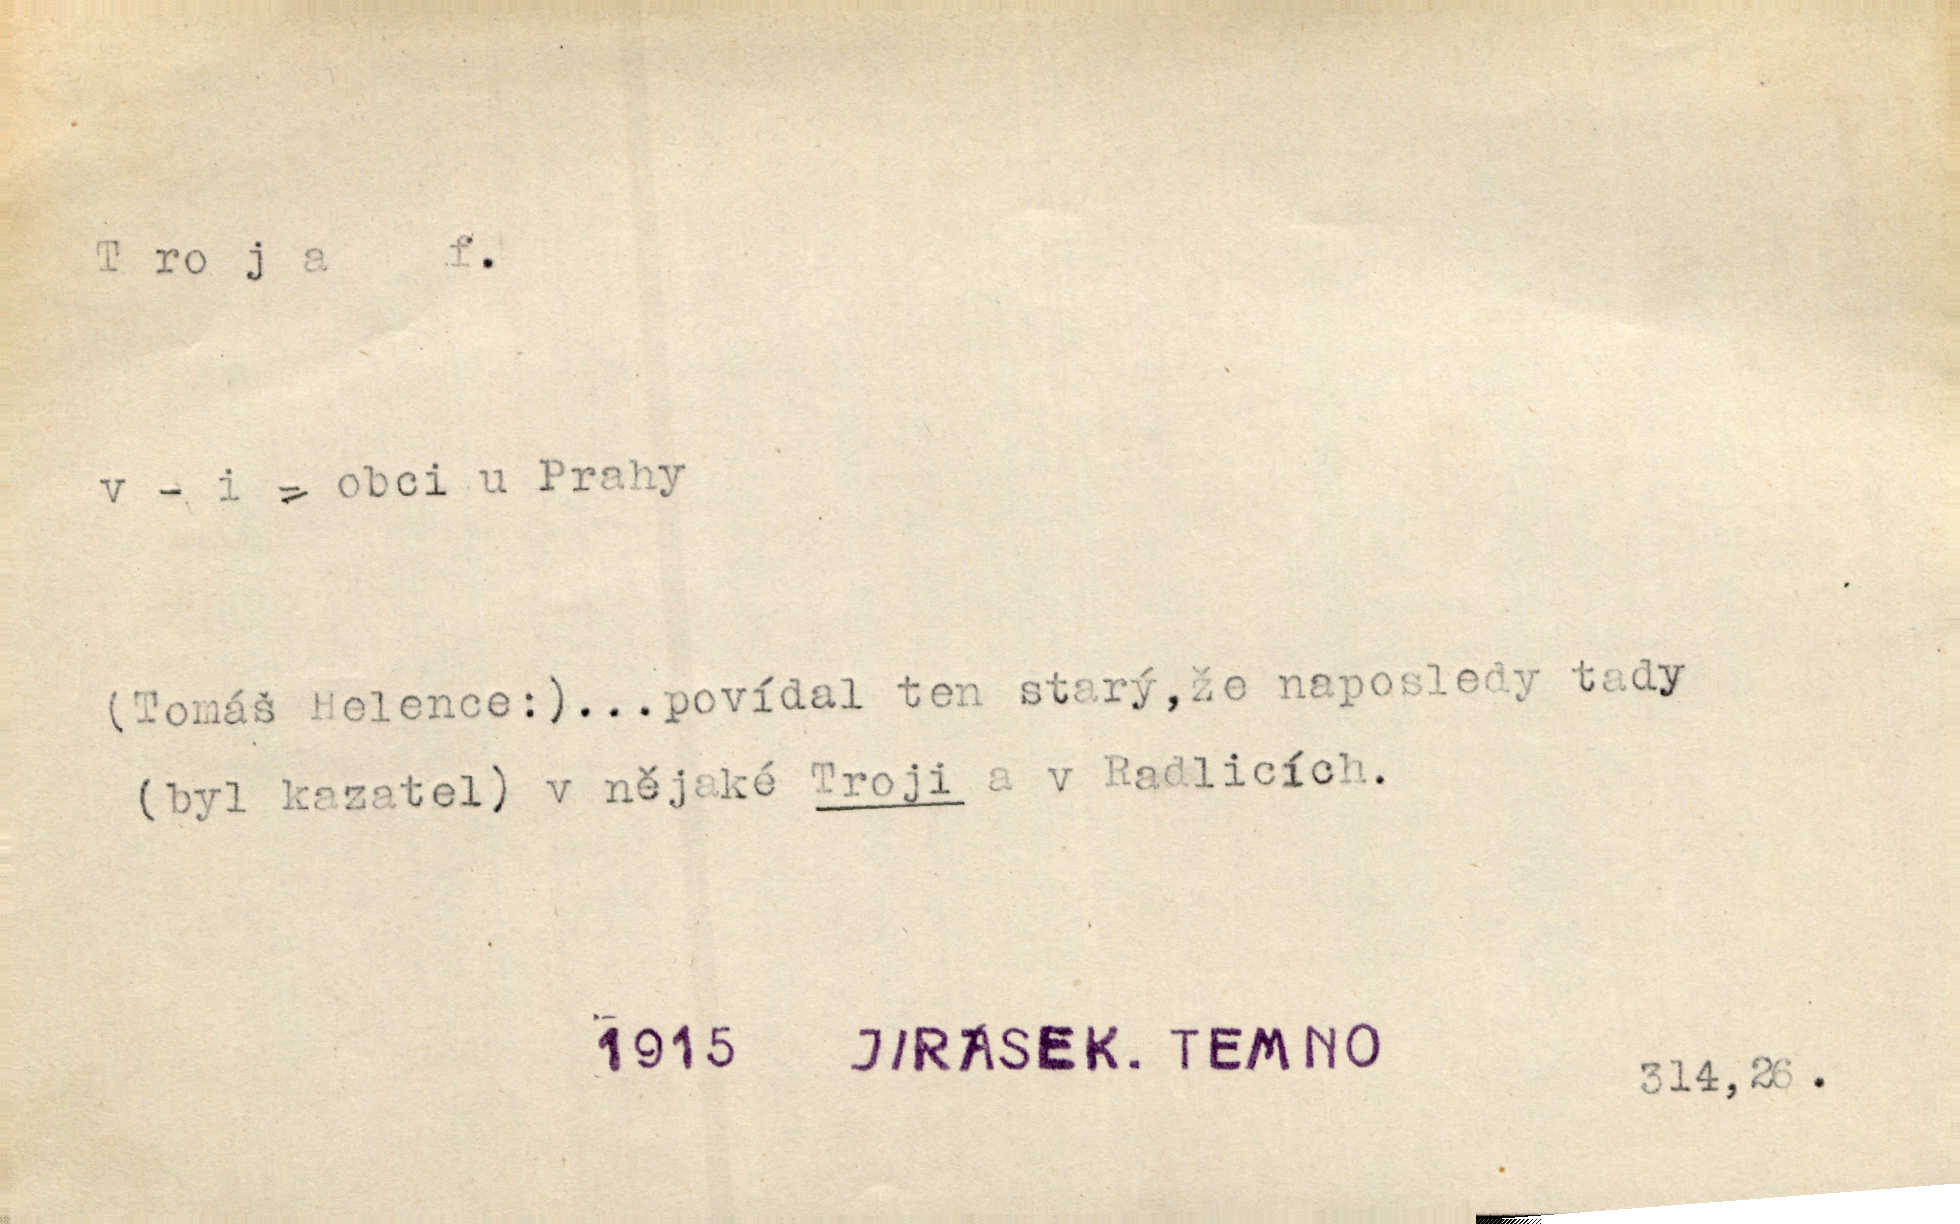 T r o j a f.
v - i = obci u Prahy
(Tomáš Helence:)...povídal ten starý,že naposledy tady
(byl kazatel) v nějaké Troji a v Radlicích.
1915 JIRÁSEK. TEMNO
314,26.